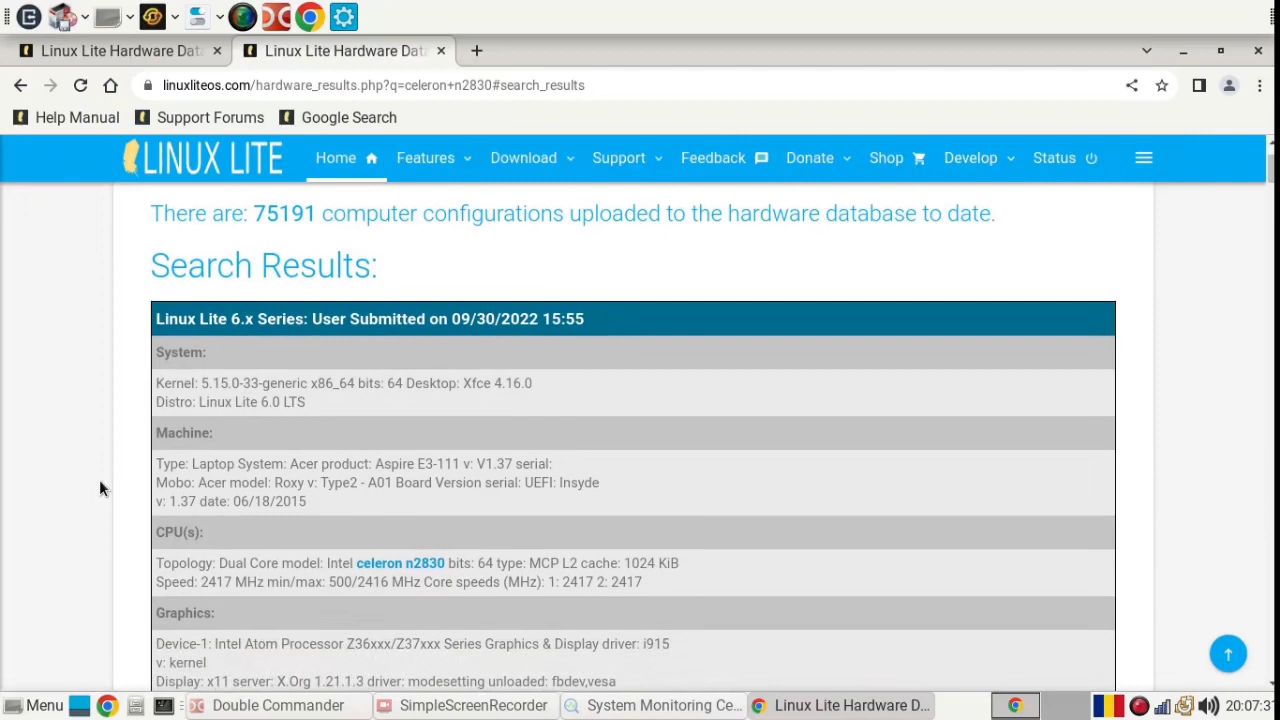 Linux Lite Hardware Dat
Linux Lite Hardware Dat
linuxliteos.com/hardware_results.php?q=celeron+n2830#search_results
Help Manual
Support Forums
Google Search
LINUX LITE
Home
Features
Download
Support
Feedback
Donate
Shop
Develop
Status
There are: 75191 computer configurations uploaded to the hardware database to date.
Search Results:
Linux Lite 6.x Series: User Submitted on 09/30/2022 15:55
System:
Kernel: 5.15.0-33-generic x86_64 bits: 64 Desktop: Xfce 4.16.0
Distro: Linux Lite 6.0 LTS
Machine:
Type: Laptop System: Acer product: Aspire E3-111 v: V1.37 serial:
Mobo: Acer model: Roxy v: Type2 - A01 Board Version serial: UEFI: Insyde
v: 1.37 date: 06/18/2015
CPU(s):
Topology: Dual Core model: Intel celeron n2830 bits: 64 type: MCP L2 cache: 1024 KiB
Speed: 2417 MHz min/max: 500/2416 MHz Core speeds (MHz): 1: 2417 2: 2417
Graphics:
Device-1: Intel Atom Processor Z36xxx/Z37xxx Series Graphics & Display driver: i915
v: kernel
Display: x11 server: X.Org 1.21.1.3 driver: modesetting unloaded: fbdev,vesa
Menu
Double Commander
SimpleScreenRecorder
System Monitoring Ce...
Linux Lite Hardware D...
20:07:3